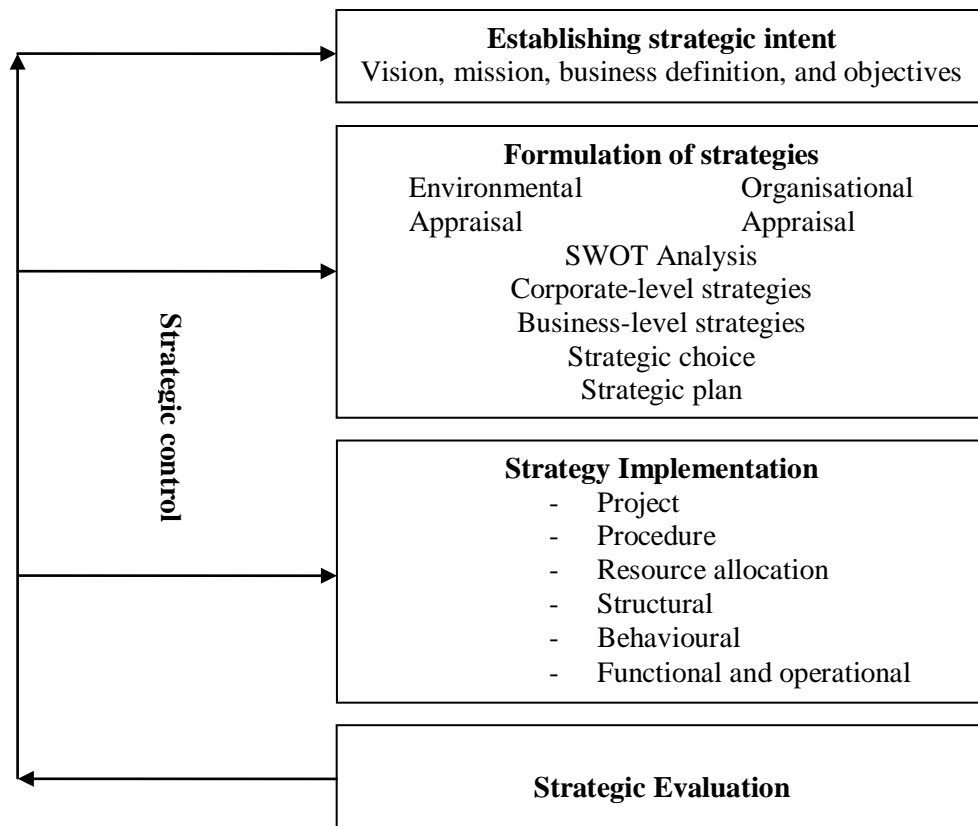 Establishing strategic intent
Vision, mission, business definition, and objectives
Formulation of strategies
Environmental Organisational
Appraisal Appraisal
SWOT Analysis
Corporate-level strategies
Business-level strategies
Strategic choice
Strategic plan
Strategic control
Strategy Implementation
- Project
- Procedure
- Resource allocation
- Structural
- Behavioural
- Functional and operational
Strategic Evaluation